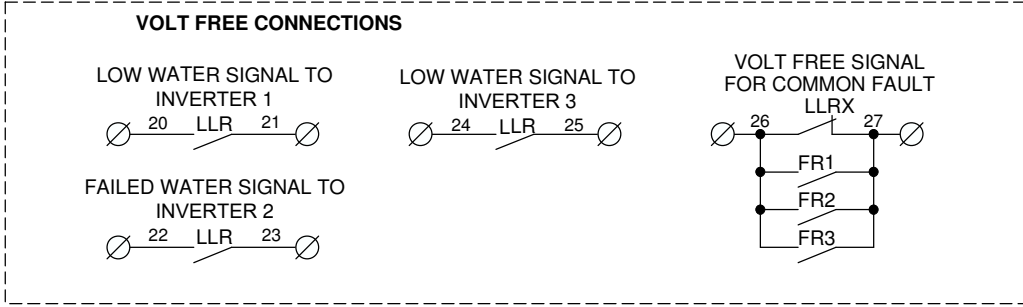 VOLT FREE CONNECTIONS
LOW WATER SIGNAL TO
INVERTER 1
20 LLR 21
LOW WATER SIGNAL TO
INVERTER 3
24 LLR 25
VOLT FREE SIGNAL
FOR COMMON FAULT
LLRX
26 27
FR1
FR2
FR3
FAILED WATER SIGNAL TO
INVERTER 2
22 LLR 23